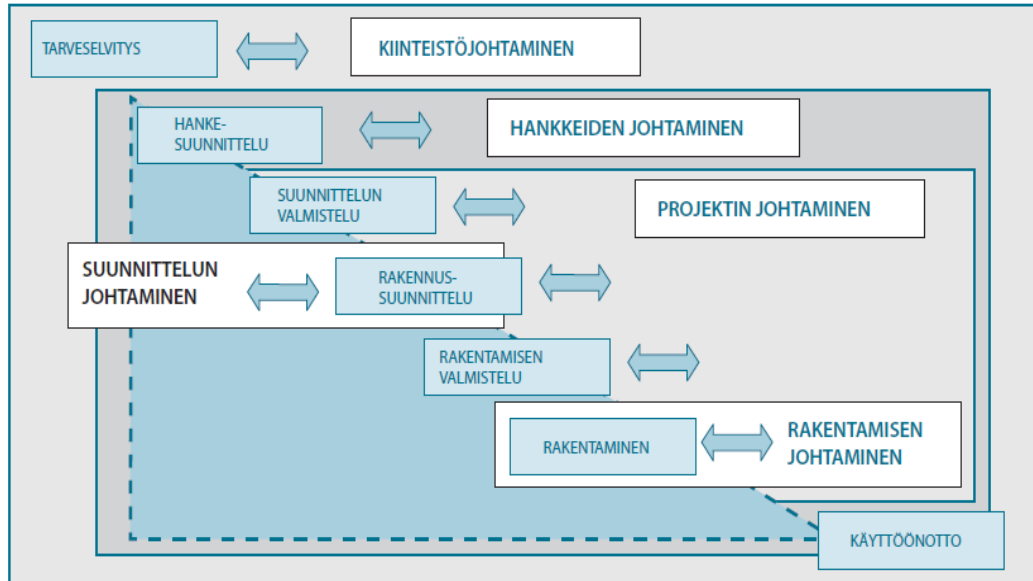 TARVESELVITYS
KIINTEISTÖJOHTAMINEN
HANKE-
SUUNNITTELU
HANKKEIDEN JOHTAMINEN
SUUNNITTELUN
VALMISTELU
PROJEKTIN JOHTAMINEN
SUUNNITTELUN
JOHTAMINEN
RAKENNUS-
SUUNNITTELU
RAKENTAMISEN
VALMISTELU
RAKENTAMINEN
RAKENTAMISEN
JOHTAMINEN
KÄYTTÖÖNOTTO